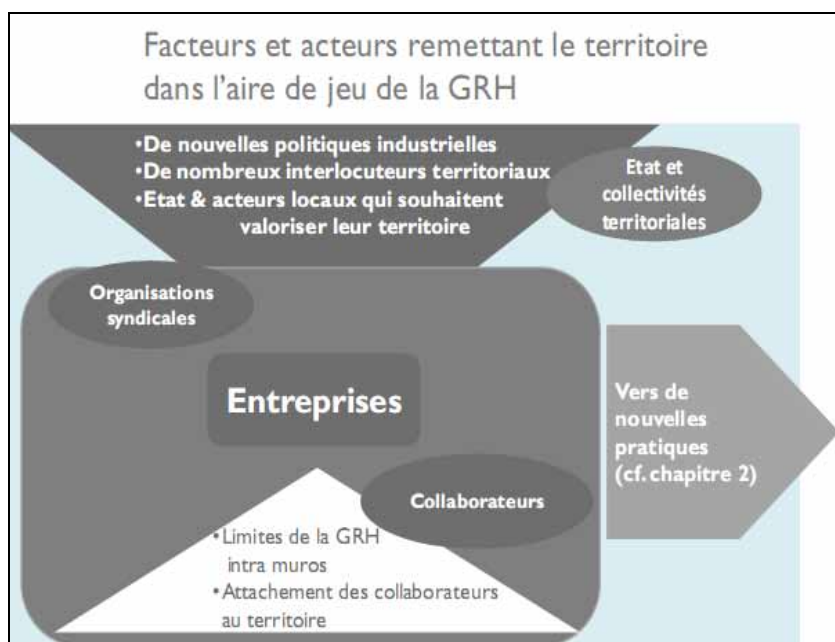 Facteurs et acteurs remettant le territoire
dans l'aire de jeu de la GRH
•De nouvelles politiques industrielles
•De nombreux interlocuteurs territoriaux
•Etat & acteurs locaux qui souhaitent
valoriser leur territoire
Etat et
collectivités
territoriales
Organisations
syndicales
Entreprises
Vers de
nouvelles
pratiques
(cf. chapitre 2)
Collaborateurs
•Limites de la GRH
intra muros
•Attachement des collaborateurs
au territoire